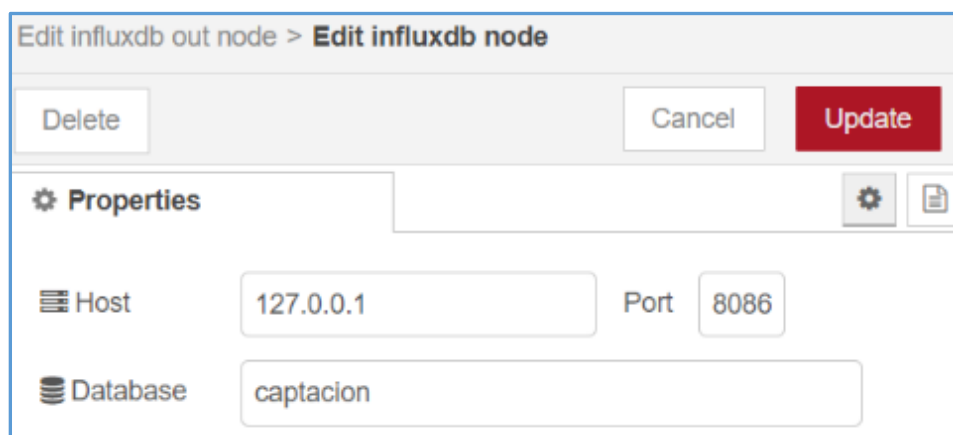 Edit influxdb out node > Edit influxdb node
Delete Cancel Update
Properties
Host 127.0.0.1 Port 8086
Database captacion